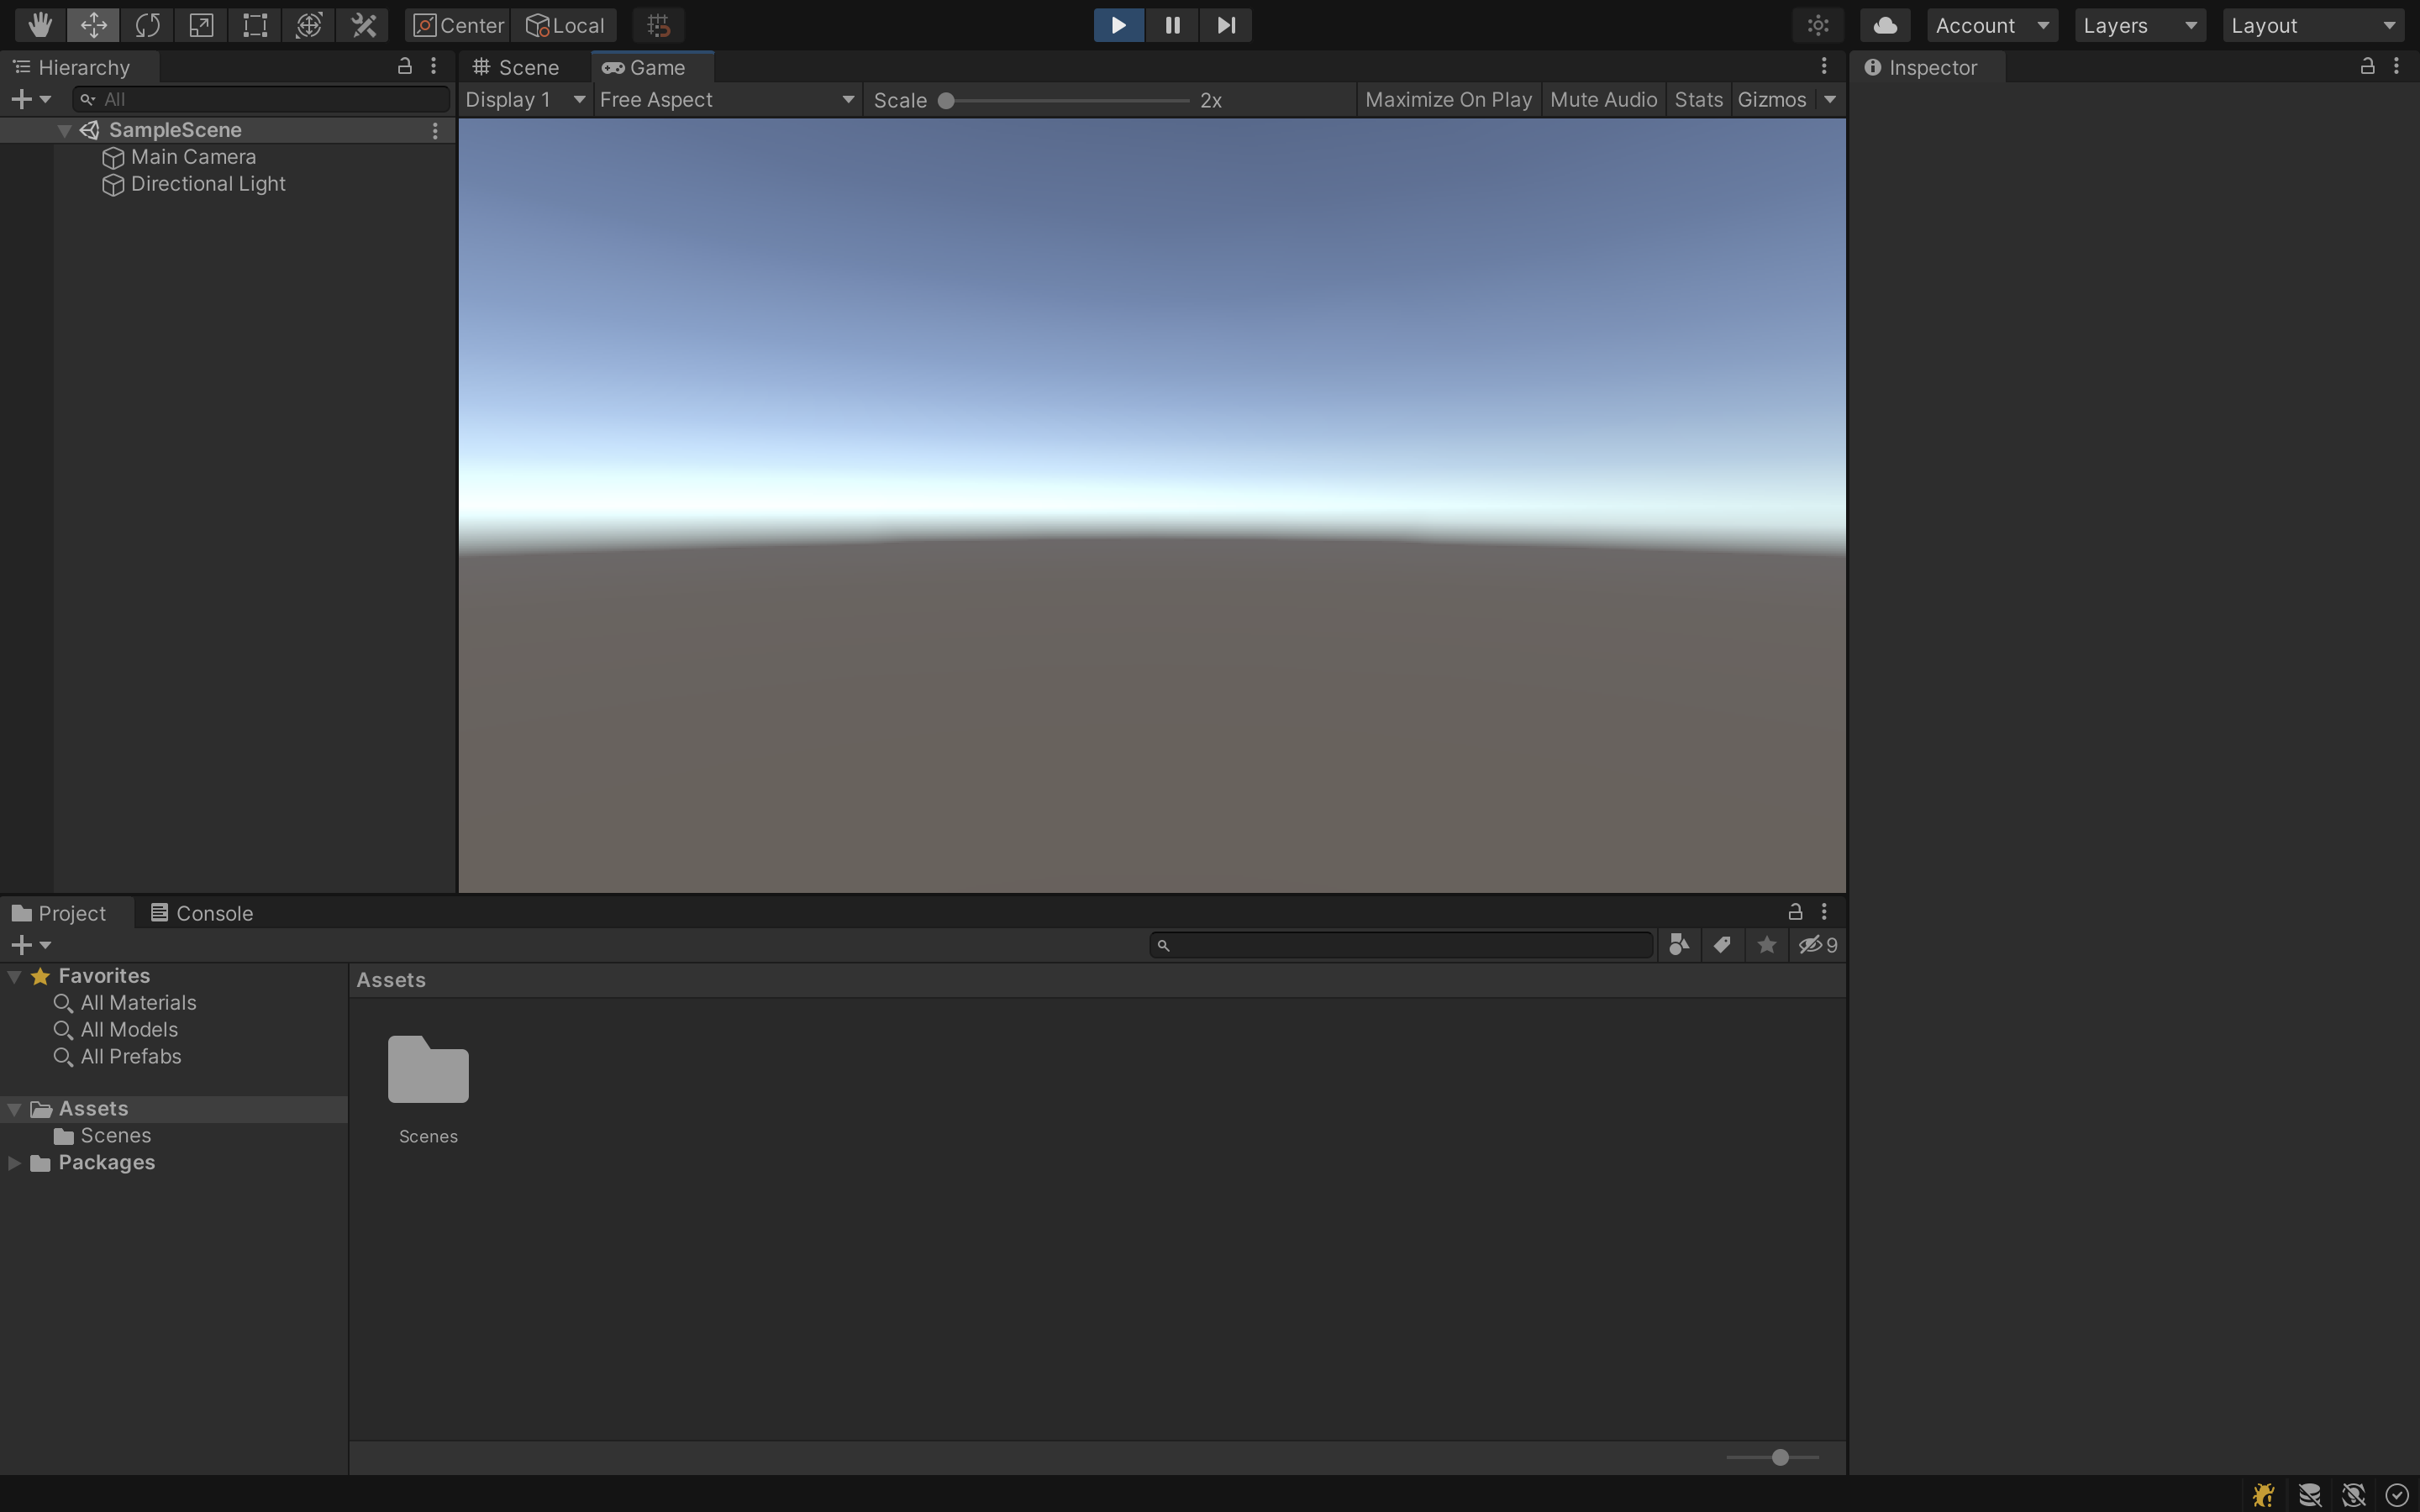 Center Local Account Layers Layout
Hierarchy Scene Game Inspector
All Display 1 Free Aspect Scale 2x Maximize On Play Mute Audio Stats Gizmos
SampleScene
Main Camera
Directional Light
Project Console
9
Favorites Assets
All Materials
All Models
All Prefabs
Assets
Scenes Scenes
Packages